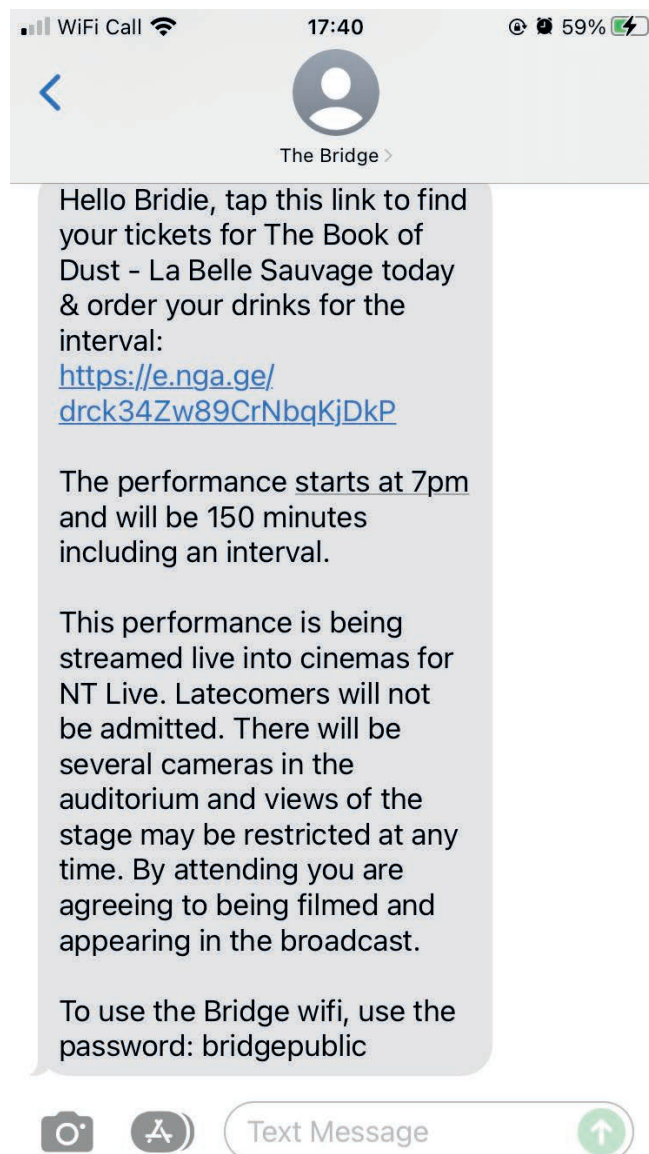 WiFi Call
17:40
59%
The Bridge
Hello Bridie, tap this link to find
your tickets for The Book of
Dust - La Belle Sauvage today
& order your drinks for the
interval:
https://e.nga.ge/
drck34Zw89CrNbqKjDkP
The performance starts at 7pm
and will be 150 minutes
including an interval.
This performance is being
streamed live into cinemas for
NT Live. Latecomers will not
be admitted. There will be
several cameras in the
auditorium and views of the
stage may be restricted at any
time. By attending you are
agreeing to being filmed and
appearing in the broadcast.
To use the Bridge wifi, use the
password: bridgepublic
Text Message